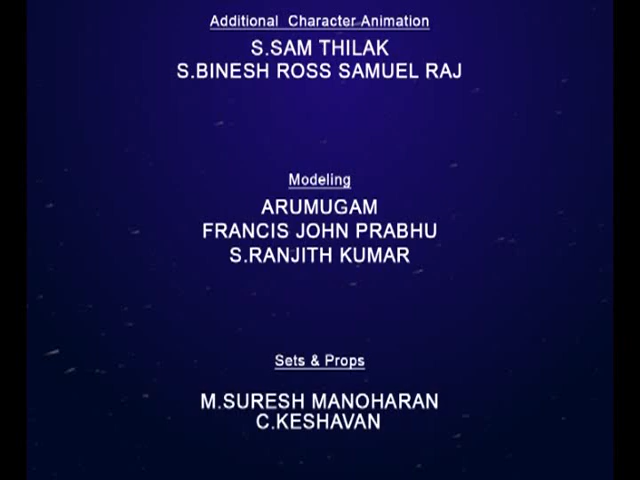 Additional Character Animation
S.SAM THILAK
S.BINESH ROSS SAMUEL RAJ
Modeling
ARUMUGAM
FRANCIS JOHN PRABHU
S.RANJITH KUMAR
Sets & Props
M.SURESH MANOHARAN
C.KESHAVAN